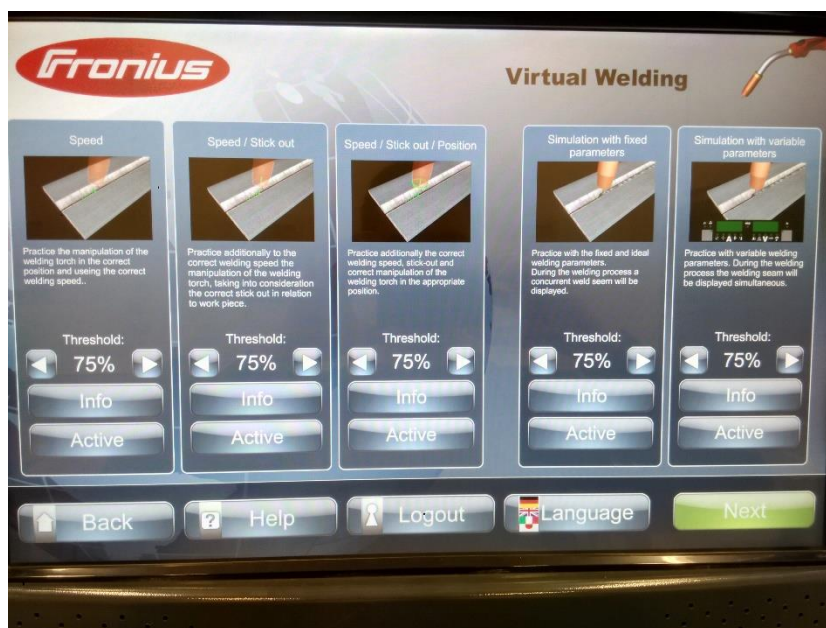 Fronius
Virtual Welding
Speed
Practice the manipulation of the
welding torch in the correct
position and useing the correct
welding speed..
Threshold:
75%
Info
Active
Speed / Stick out
Practice additionally to the
correct welding speed the
manipulation of the welding
torch, taking into consideration
the correct stick out in relation
to work piece.
Threshold:
75%
Info
Active
Speed / Stick out / Position
Practice additionally the correct
welding speed, stick-out and
correct manipulation of the
welding torch in the appropriate
position.
Threshold:
75%
Info
Active
Simulation with fixed
parameters
Practice with the fixed and ideal
welding parameters.
During the welding process a
concurrent weld seem will be
displayed.
Threshold:
75%
Info
Active
Simulation with variable
parameters
A V
Practice with variable welding
parameters. During the welding
process the welding seam will
be displayed simultaneous.
Threshold:
75%
Info
Active
Back
? Help
Logout
Language
Next